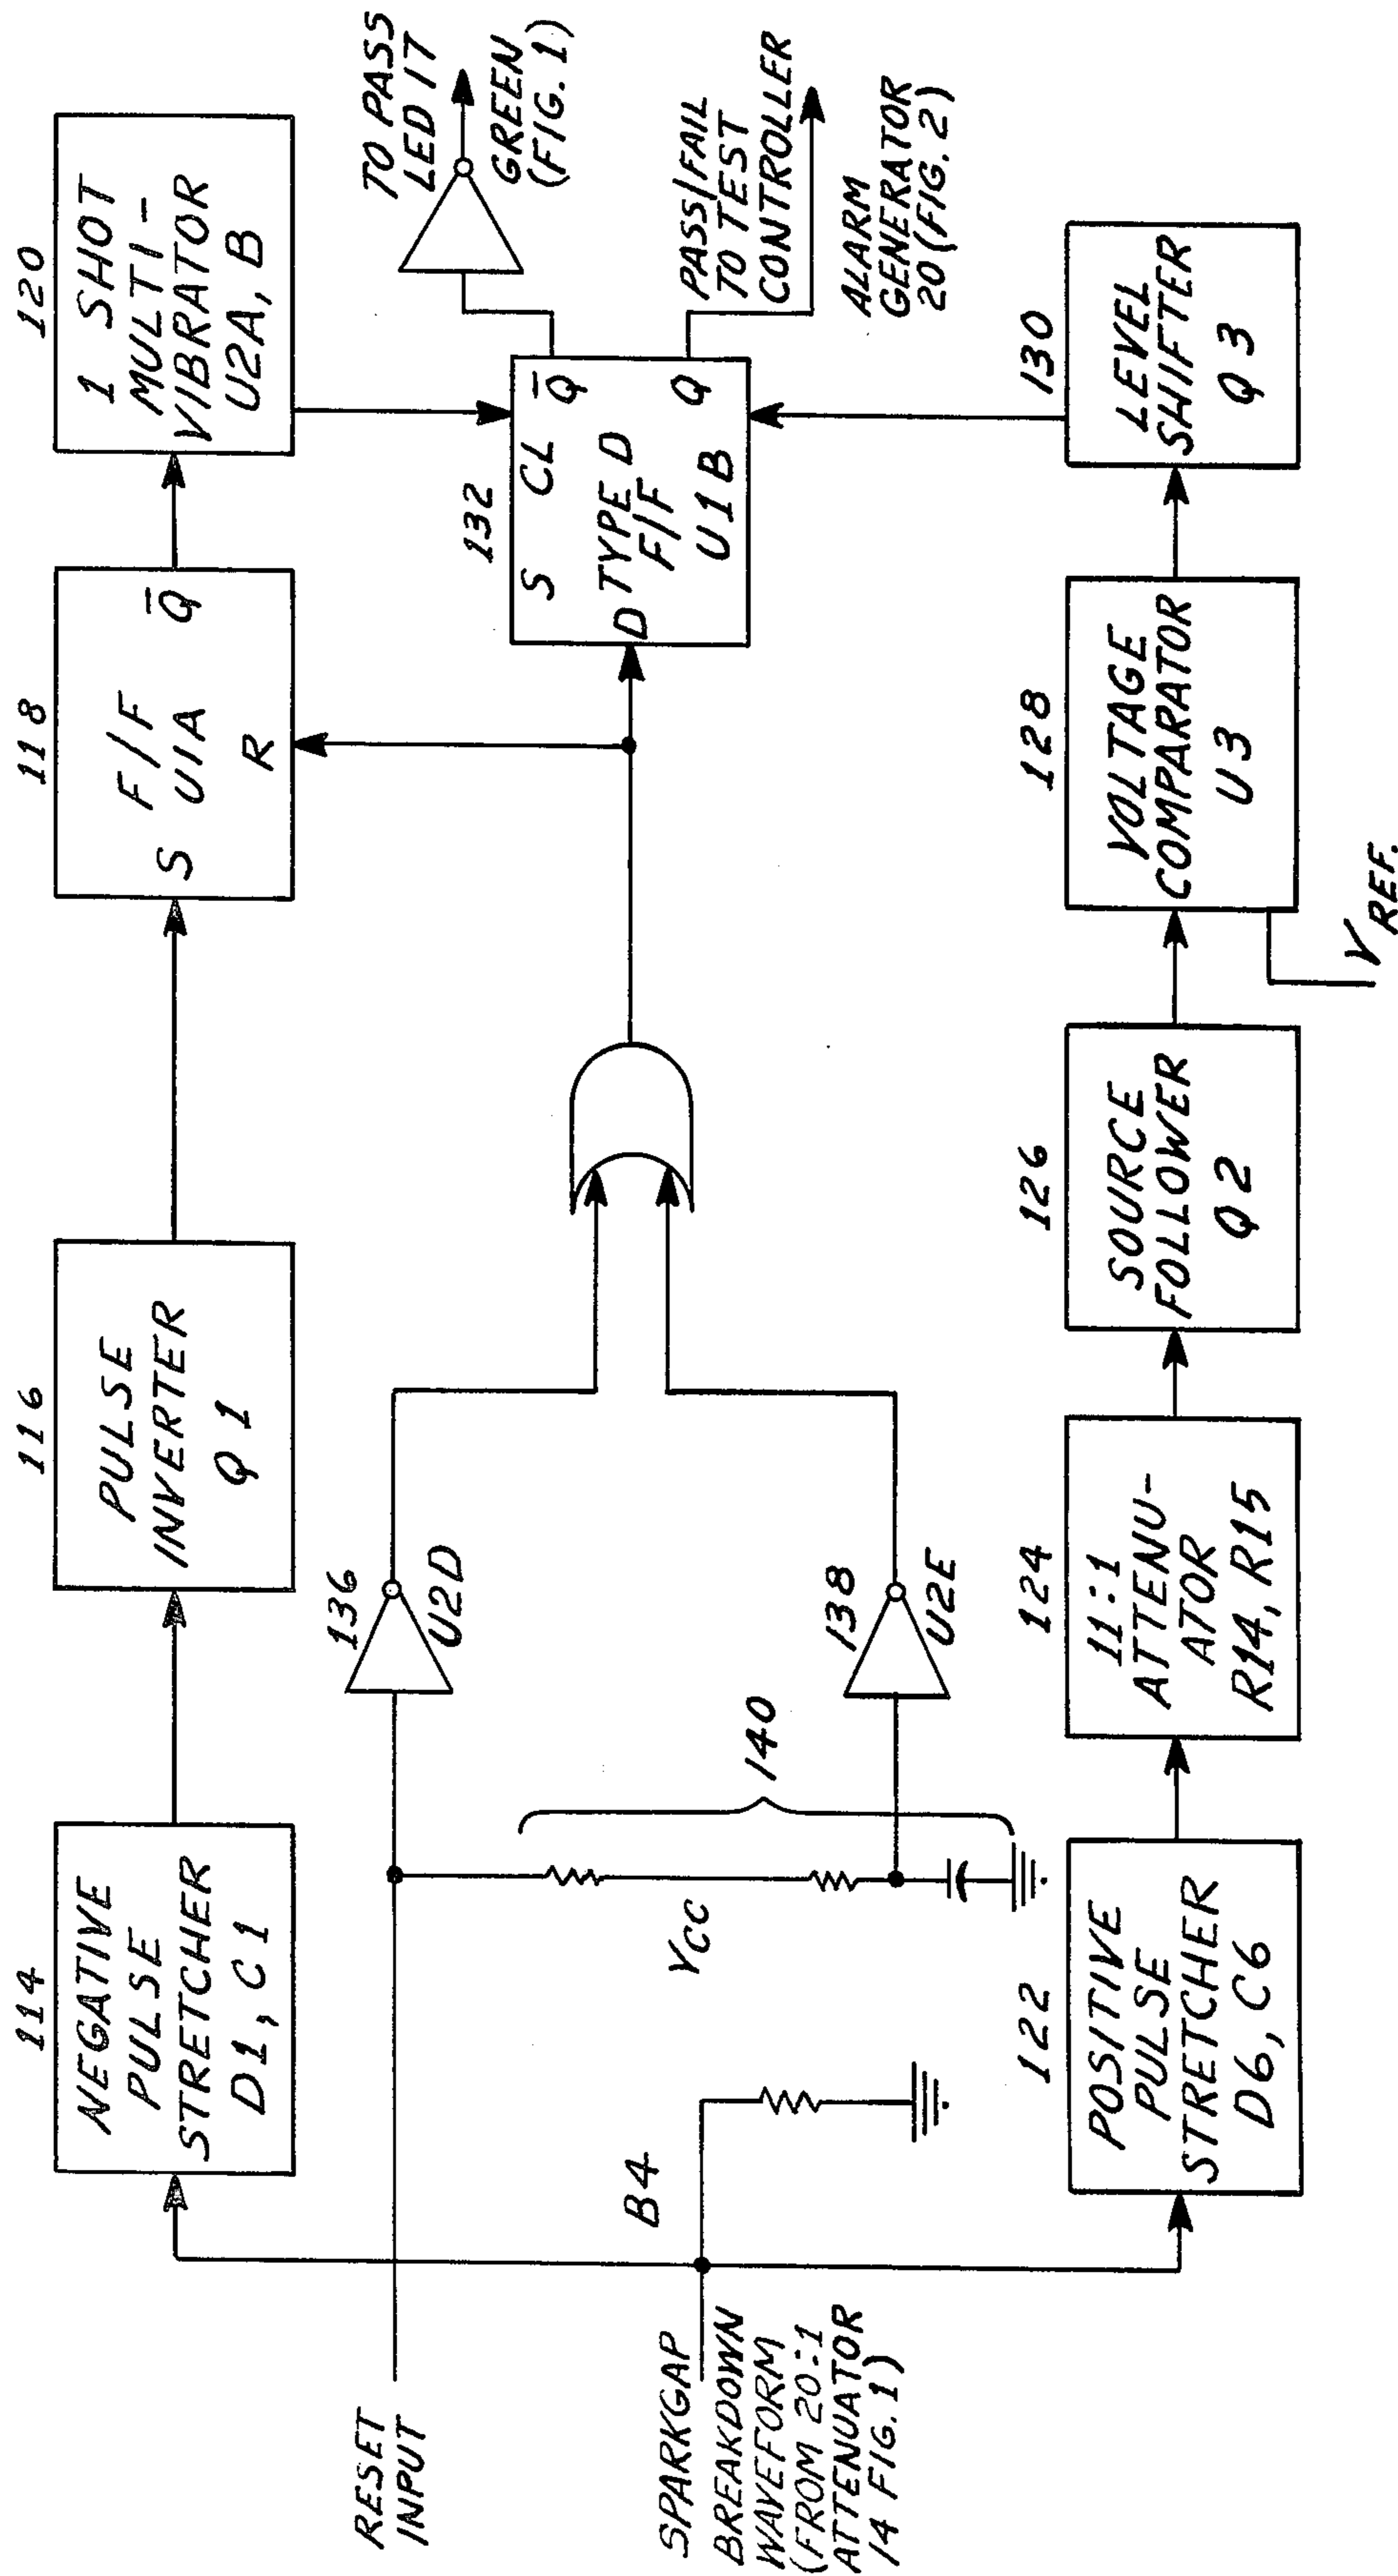 114
NEGATIVE
PULSE
STRETCHER
D1, C1
116
PULSE
INVERTER
Q1
118
S F/F Q̅
U1A
R
120
1 SHOT
MULTI-
VIBRATOR
U2A, B
TO PASS
LED 17
GREEN
(FIG. 1)
RESET
INPUT
136
U2D
138
U2E
140
VCC
132
S CL Q̅
D TYPE D
F/F
U1B Q
PASS/FAIL
TO TEST
CONTROLLER
ALARM
GENERATOR
20 (FIG. 2)
B4
SPARKGAP
BREAKDOWN
WAVEFORM
(FROM 20:1
ATTENUATOR
14 FIG. 1)
122
POSITIVE
PULSE
STRETCHER
D6, C6
124
11:1
ATTENU-
ATOR
R14, R15
126
SOURCE
FOLLOWER
Q2
128
VOLTAGE
COMPARATOR
U3
VREF.
130
LEVEL
SHIFTER
Q3